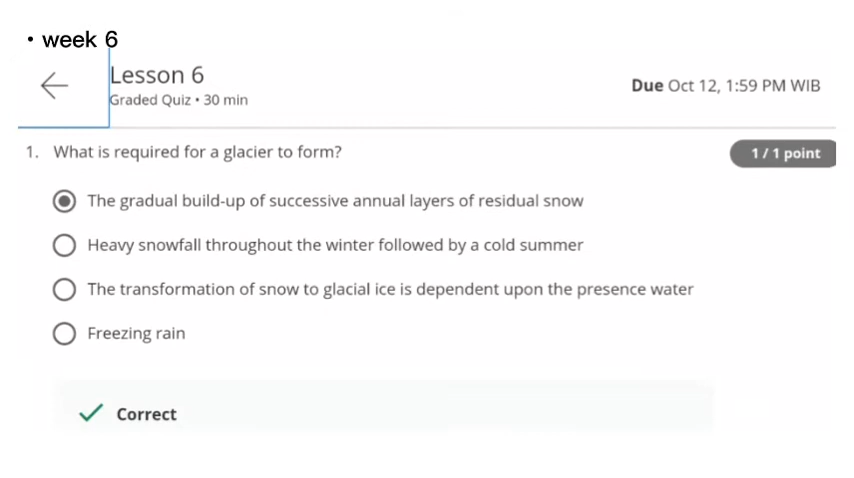 • week 6
Lesson 6
Graded Quiz • 30 min
Due Oct 12, 1:59 PM WIB
1. What is required for a glacier to form?
1 / 1 point
The gradual build-up of successive annual layers of residual snow
Heavy snowfall throughout the winter followed by a cold summer
The transformation of snow to glacial ice is dependent upon the presence water
Freezing rain
Correct